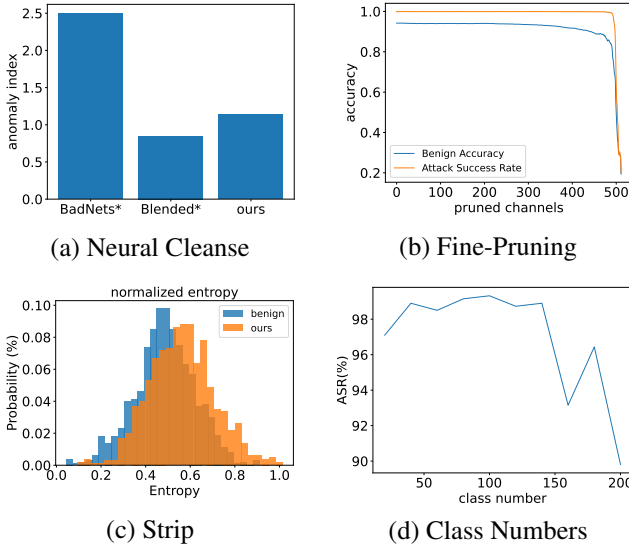 2.5
2.0
1.5
1.0
0.5
0.0
anomaly index
BadNets* Blended* ours
(a) Neural Cleanse
1.0
0.8
0.6
0.4
0.2
accuracy
Benign Accuracy
Attack Success Rate
0 100 200 300 400 500
pruned channels
(b) Fine-Pruning
normalized entropy
0.10
0.08
0.06
0.04
0.02
0.00
Probability (%)
benign
ours
0.0 0.2 0.4 0.6 0.8 1.0
Entropy
(c) Strip
98
96
94
92
90
ASR(%)
50 100 150 200
class number
(d) Class Numbers